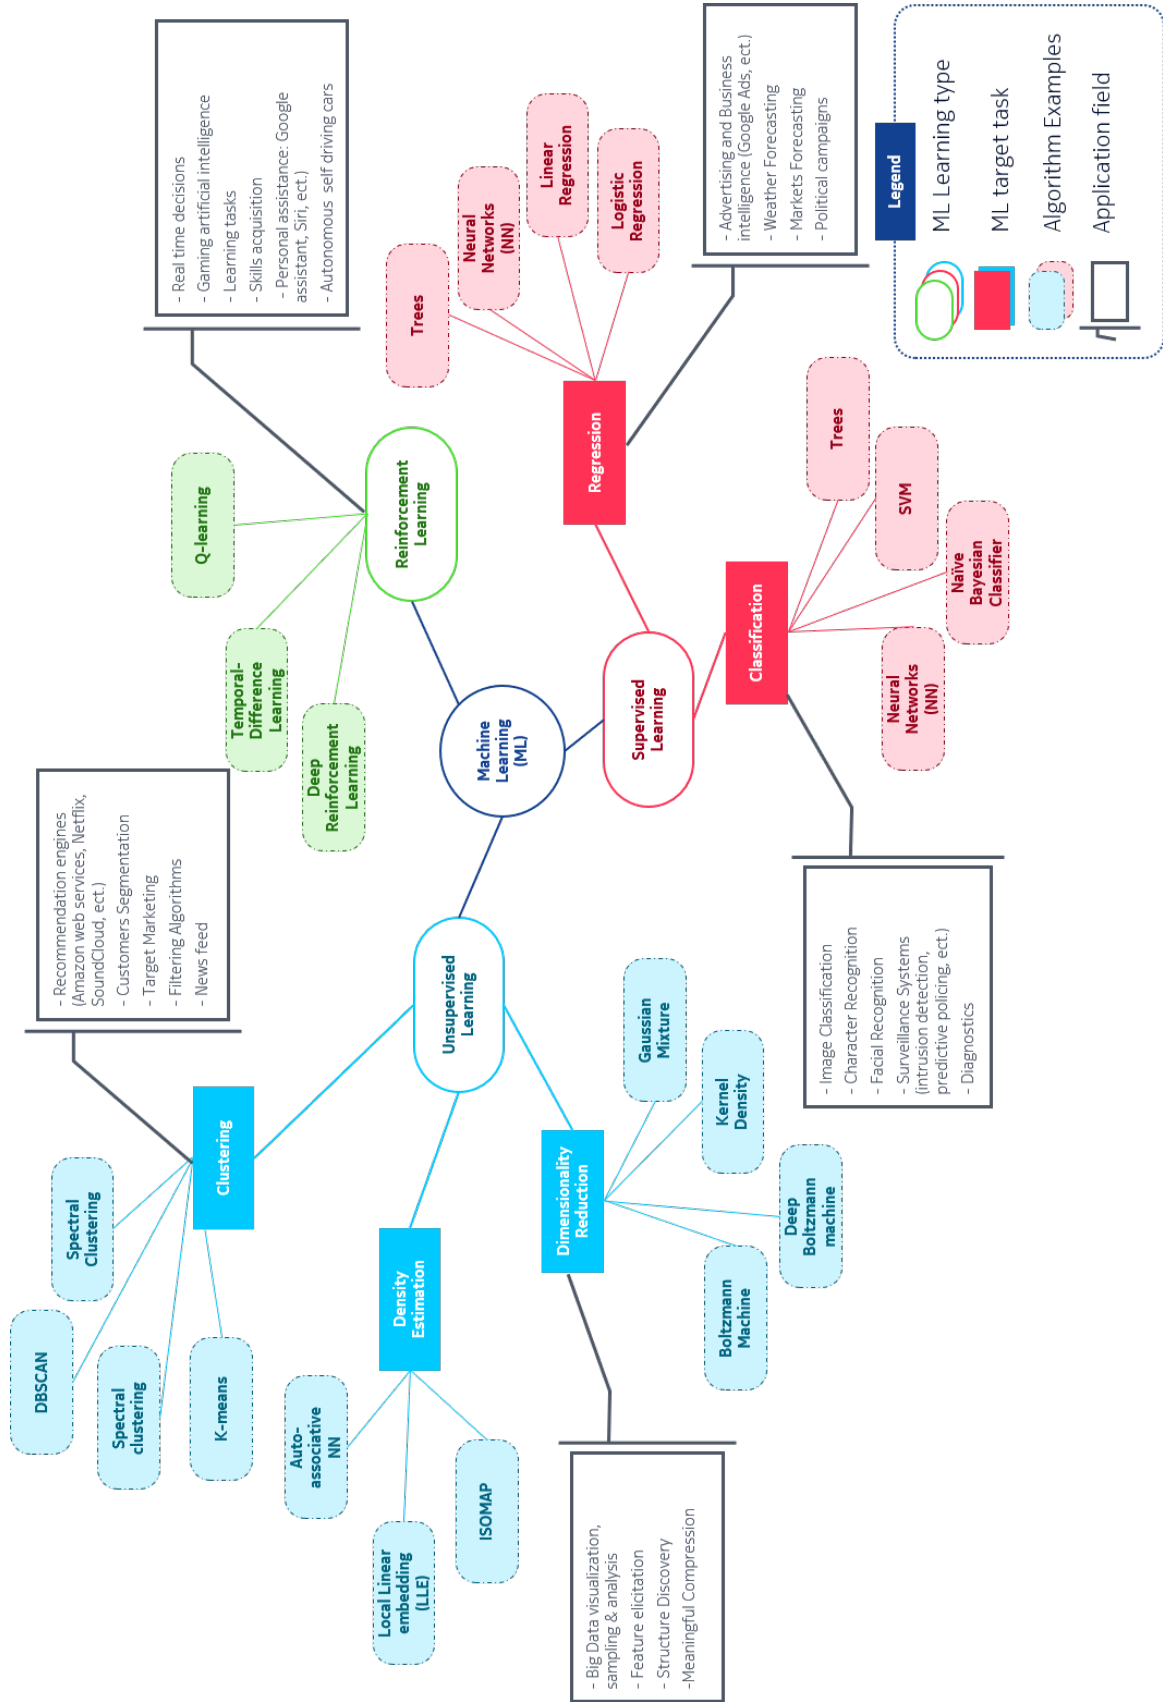 - Recommendation engines
(Amazon web services, Netflix,
SoundCloud, ect.)
- Customers Segmentation
- Target Marketing
- Filtering Algorithms
- News feed
- Real time decisions
- Gaming artificial intelligence
- Learning tasks
- Skills acquisition
- Personal assistance: Google
assistant, Siri, ect.)
- Autonomous self driving cars
DBSCAN
Spectral
Clustering
Spectral
clustering
K-means
Clustering
Q-learning
Temporal-
Difference
Learning
Deep
Reinforcement
Learning
Reinforcement
Learning
Trees
Neural
Networks
(NN)
Linear
Regression
Logistic
Regression
Auto-
associative
NN
Local Linear
embedding
(LLE)
ISOMAP
Density
Estimation
Unsupervised
Learning
Machine
Learning
(ML)
Regression
Dimensionality
Reduction
Supervised
Learning
Gaussian
Mixture
Kernel
Density
Deep
Boltzmann
machine
Boltzmann
Machine
Classification
Trees
SVM
Naïve
Bayesian
Classifier
Neural
Networks
(NN)
- Advertising and Business
intelligence (Google Ads, ect.)
- Weather Forecasting
- Markets Forecasting
- Political campaigns
- Big Data visualization,
sampling & analysis
- Feature elicitation
- Structure Discovery
-Meaningful Compression
- Image Classification
- Character Recognition
- Facial Recognition
- Surveillance Systems
(intrusion detection,
predictive policing, ect.)
- Diagnostics
Legend
ML Learning type
ML target task
Algorithm Examples
Application field